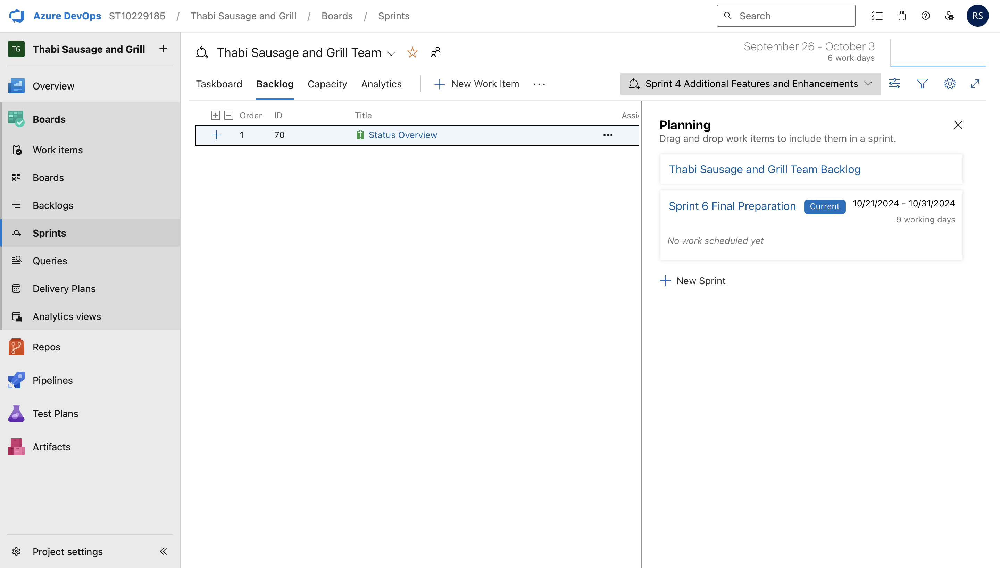 Azure DevOps ST10229185 / Thabi Sausage and Grill / Boards / Sprints
Search
RS
TG Thabi Sausage and Grill
Overview
Boards
Work items
Boards
Backlogs
Sprints
Queries
Delivery Plans
Analytics views
Repos
Pipelines
Test Plans
Artifacts
Project settings
Thabi Sausage and Grill Team
September 26 - October 3
6 work days
Taskboard Backlog Capacity Analytics New Work Item
Sprint 4 Additional Features and Enhancements
Order ID Title Assi
1 70 Status Overview
Planning
Drag and drop work items to include them in a sprint.
Thabi Sausage and Grill Team Backlog
Sprint 6 Final Preparations Current 10/21/2024 - 10/31/2024
9 working days
No work scheduled yet
New Sprint